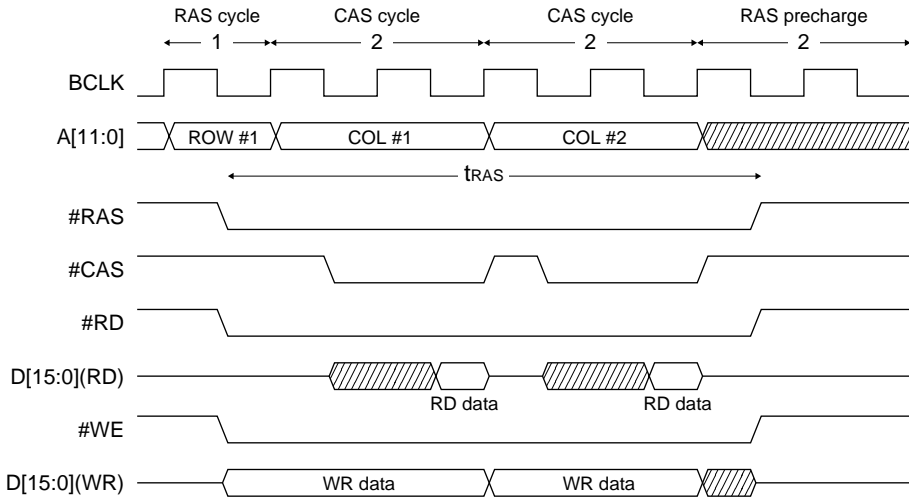 RAS cycle CAS cycle CAS cycle RAS precharge
1 2 2 2
BCLK
A[11:0] ROW #1 COL #1 COL #2
tRAS
#RAS
#CAS
#RD
D[15:0](RD)
RD data RD data
#WE
D[15:0](WR) WR data WR data